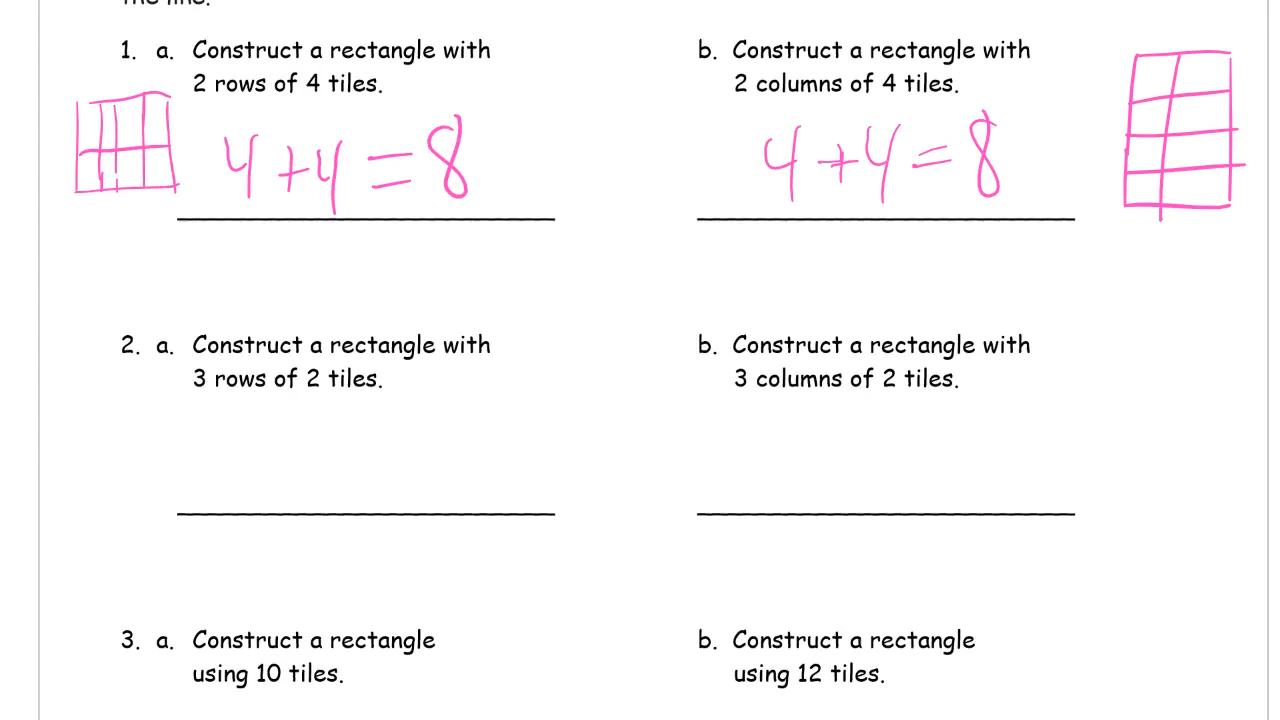 the line.
1. a. Construct a rectangle with
2 rows of 4 tiles.
4 + 4 = 8
b. Construct a rectangle with
2 columns of 4 tiles.
4 + 4 = 8
2. a. Construct a rectangle with
3 rows of 2 tiles.
b. Construct a rectangle with
3 columns of 2 tiles.
3. a. Construct a rectangle
using 10 tiles.
b. Construct a rectangle
using 12 tiles.